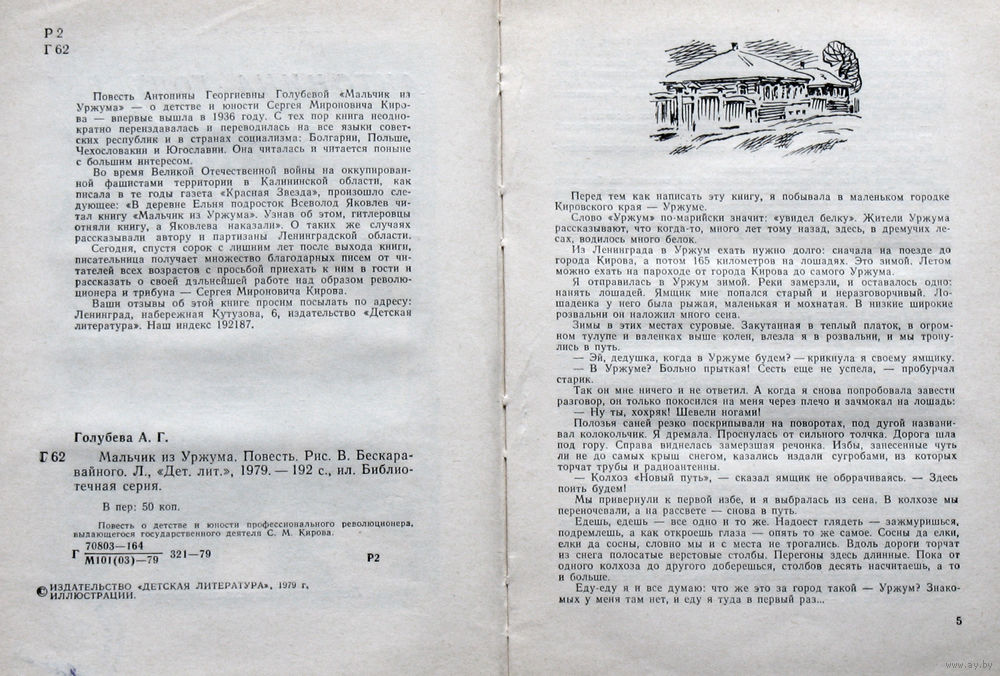 Р 2
Г 62
Повесть Антонины Георгиевны Голубевой «Мальчик из
Уржума» — о детстве и юности Сергея Мироновича Киро-
ва — впервые вышла в 1936 году. С тех пор книга неодно-
кратно переиздавалась и переводилась на все языки совет-
ских республик и в странах социализма: Болгарии, Польше,
Чехословакии и Югославии. Она читалась и читается поныне
с большим интересом.
Во время Великой Отечественной войны на оккупирован-
ной фашистами территории в Калининской области, как
писала в те годы газета «Красная Звезда», произошло сле-
дующее: «В деревне Ельня подросток Всеволод Яковлев чи-
тал книгу «Мальчик из Уржума». Узнав об этом, гитлеровцы
отняли книгу, а Яковлева наказали». О таких же случаях
рассказывали автору и партизаны Ленинградской области.
Сегодня, спустя сорок с лишним лет после выхода книги,
писательница получает множество благодарных писем от чи-
тателей всех возрастов с просьбой приехать к ним в гости и
рассказать о своей дальнейшей работе над образом револю-
ционера и трибуна — Сергея Мироновича Кирова.
Ваши отзывы об этой книге просим посылать по адресу:
Ленинград, набережная Кутузова, 6, издательство «Детская
литература». Наш индекс 192187.
Голубева А. Г.
Г 62 Мальчик из Уржума. Повесть. Рис. В. Бескара-
вайного. Л., «Дет. лит.», 1979. — 192 с., ил. Библио-
течная серия.
В пер: 50 коп.
Повесть о детстве и юности профессионального революционера,
выдающегося государственного деятеля С. М. Кирова.
Г 70803—164
М101(03)—79 321—79 Р2
© ИЗДАТЕЛЬСТВО «ДЕТСКАЯ ЛИТЕРАТУРА», 1979 г,
ИЛЛЮСТРАЦИИ.
Перед тем как написать эту книгу, я побывала в маленьком городке
Кировского края — Уржуме.
Слово «Уржум» по-марийски значит: «увидел белку». Жители Уржума
рассказывают, что когда-то, много лет тому назад, здесь, в дремучих ле-
сах, водилось много белок.
Из Ленинграда в Уржум ехать нужно долго: сначала на поезде до
города Кирова, а потом 165 километров на лошадях. Это зимой. Летом
можно ехать на пароходе от города Кирова до самого Уржума.
Я отправилась в Уржум зимой. Реки замерзли, и оставалось одно:
нанять лошадей. Ямщик мне попался старый и неразговорчивый. Ло-
шаденка у него была рыжая, маленькая и мохнатая. В низкие широкие
розвальни он наложил много сена.
Зимы в этих местах суровые. Закутанная в теплый платок, в огром-
ном тулупе и валенках выше колен, влезла я в розвальни, и мы трону-
лись в путь.
— Эй, дедушка, когда в Уржуме будем? — крикнула я своему ямщику.
— В Уржуме? Больно прыткая! Сесть еще не успела, — пробурчал
старик.
Так он мне ничего и не ответил. А когда я снова попробовала завести
разговор, он только покосился на меня через плечо и зачмокал на лошадь:
— Ну ты, хохряк! Шевели ногами!
Полозья саней резко поскрипывали на поворотах, под дугой названи-
вал колокольчик. Я дремала. Проснулась от сильного толчка. Дорога шла
под гору. Справа виднелась замерзшая речонка. Избы, занесенные чуть
ли не до самых крыш снегом, казались издали сугробами, из которых
торчат трубы и радиоантенны.
— Колхоз «Новый путь», — сказал ямщик не оборачиваясь. — Здесь
поить будем!
Мы привернули к первой избе, и я выбралась из сена. В колхозе мы
переночевали, а на рассвете — снова в путь.
Едешь, едешь — все одно и то же. Надоест глядеть — зажмуришься,
подремлешь, а как откроешь глаза — опять то же самое. Сосны да елки,
елки да сосны, словно мы и с места не трогались. Вдоль дороги торчат
из снега полосатые верстовые столбы. Перегоны здесь длинные. Пока от
одного колхоза до другого доберешься, столбов десять насчитаешь, а то
и больше.
Еду-еду я и все думаю: что же это за город такой — Уржум? Знако-
мых у меня там нет, и еду я туда в первый раз...
5
www.ay.by